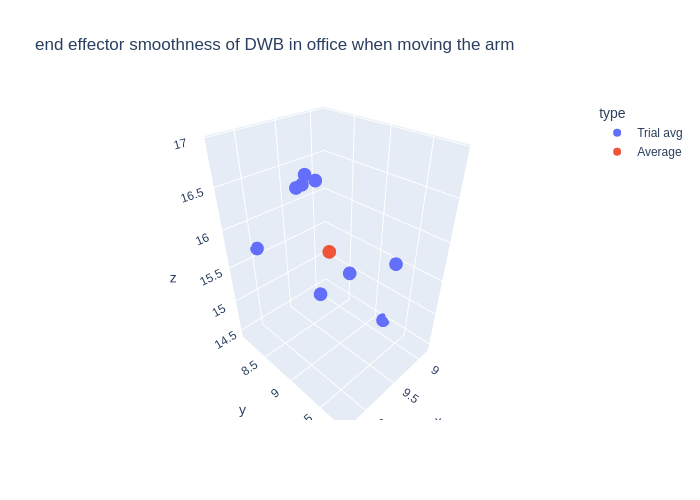 end effector smoothness of DWB in office when moving the arm
type
Trial avg
Average
17
16.5
16
15.5
15
14.5
z
8.5
9
y
9
9.5